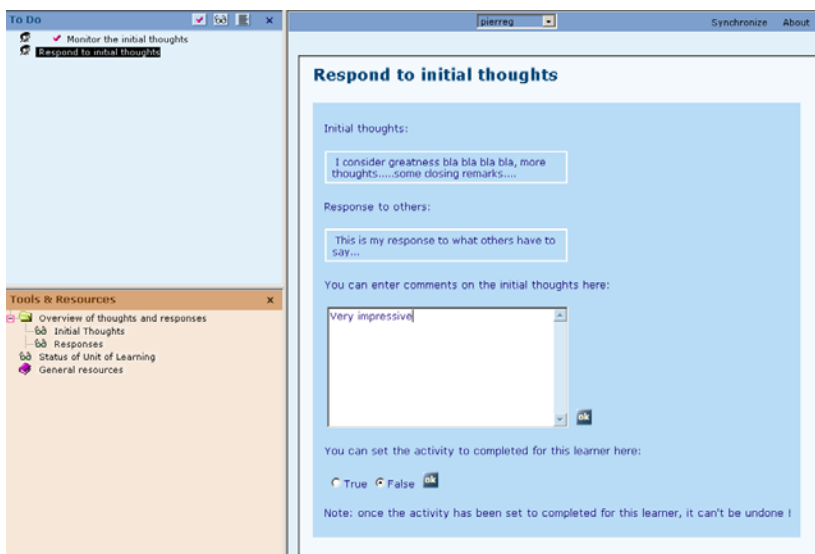 To Do
Monitor the initial thoughts
Respond to initial thoughts
Tools & Resources
Overview of thoughts and responses
Initial Thoughts
Responses
Status of Unit of Learning
General resources
pierreg
Synchronize About
Respond to initial thoughts
Initial thoughts:
I consider greatness bla bla bla bla, more
thoughts.....some closing remarks....
Response to others:
This is my response to what others have to
say...
You can enter comments on the initial thoughts here:
Very impressive
ok
You can set the activity to completed for this learner here:
True False ok
Note: once the activity has been set to completed for this learner, it can't be undone !